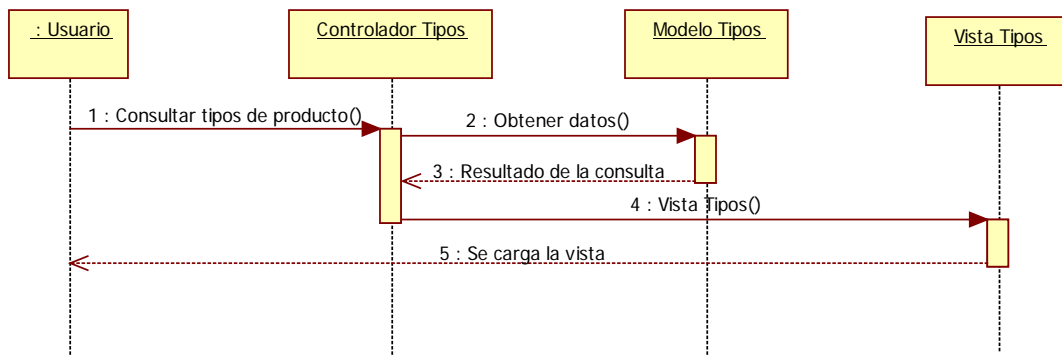 : Usuario
Controlador Tipos
Modelo Tipos
Vista Tipos
1 : Consultar tipos de producto()
2 : Obtener datos()
3 : Resultado de la consulta
4 : Vista Tipos()
5 : Se carga la vista